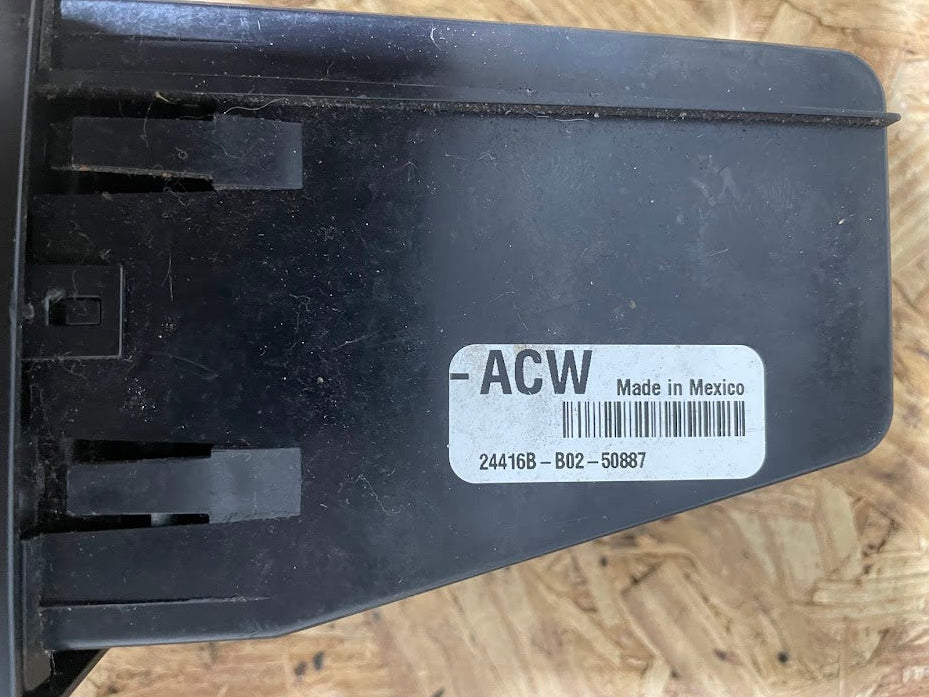 - ACW Made in Mexico
24416B - B02 - 50887